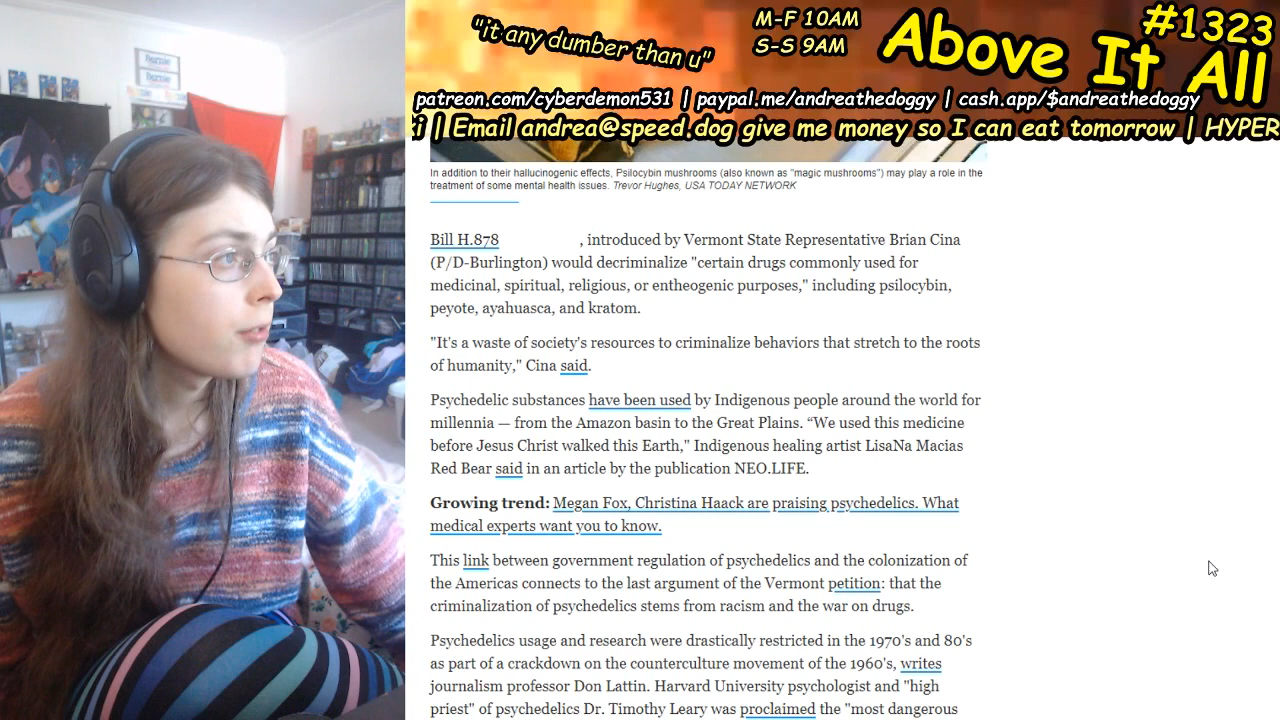 "it any dumber than u"
M-F 10AM
S-S 9AM
Above It All
#1323
patreon.com/cyberdemon531 | paypal.me/andreathedoggy | cash.app/$andreathedoggy
| Email andrea@speed.dog give me money so I can eat tomorrow | HYPER
Bernie
Bernie
In addition to their hallucinogenic effects, Psilocybin mushrooms (also known as "magic mushrooms") may play a role in the
treatment of some mental health issues. Trevor Hughes, USA TODAY NETWORK
Bill H.878 , introduced by Vermont State Representative Brian Cina
(P/D-Burlington) would decriminalize "certain drugs commonly used for
medicinal, spiritual, religious, or entheogenic purposes," including psilocybin,
peyote, ayahuasca, and kratom.
"It's a waste of society's resources to criminalize behaviors that stretch to the roots
of humanity," Cina said.
Psychedelic substances have been used by Indigenous people around the world for
millennia — from the Amazon basin to the Great Plains. “We used this medicine
before Jesus Christ walked this Earth," Indigenous healing artist LisaNa Macias
Red Bear said in an article by the publication NEO.LIFE.
Growing trend: Megan Fox, Christina Haack are praising psychedelics. What
medical experts want you to know.
This link between government regulation of psychedelics and the colonization of
the Americas connects to the last argument of the Vermont petition: that the
criminalization of psychedelics stems from racism and the war on drugs.
Psychedelics usage and research were drastically restricted in the 1970's and 80's
as part of a crackdown on the counterculture movement of the 1960's, writes
journalism professor Don Lattin. Harvard University psychologist and "high
priest" of psychedelics Dr. Timothy Leary was proclaimed the "most dangerous